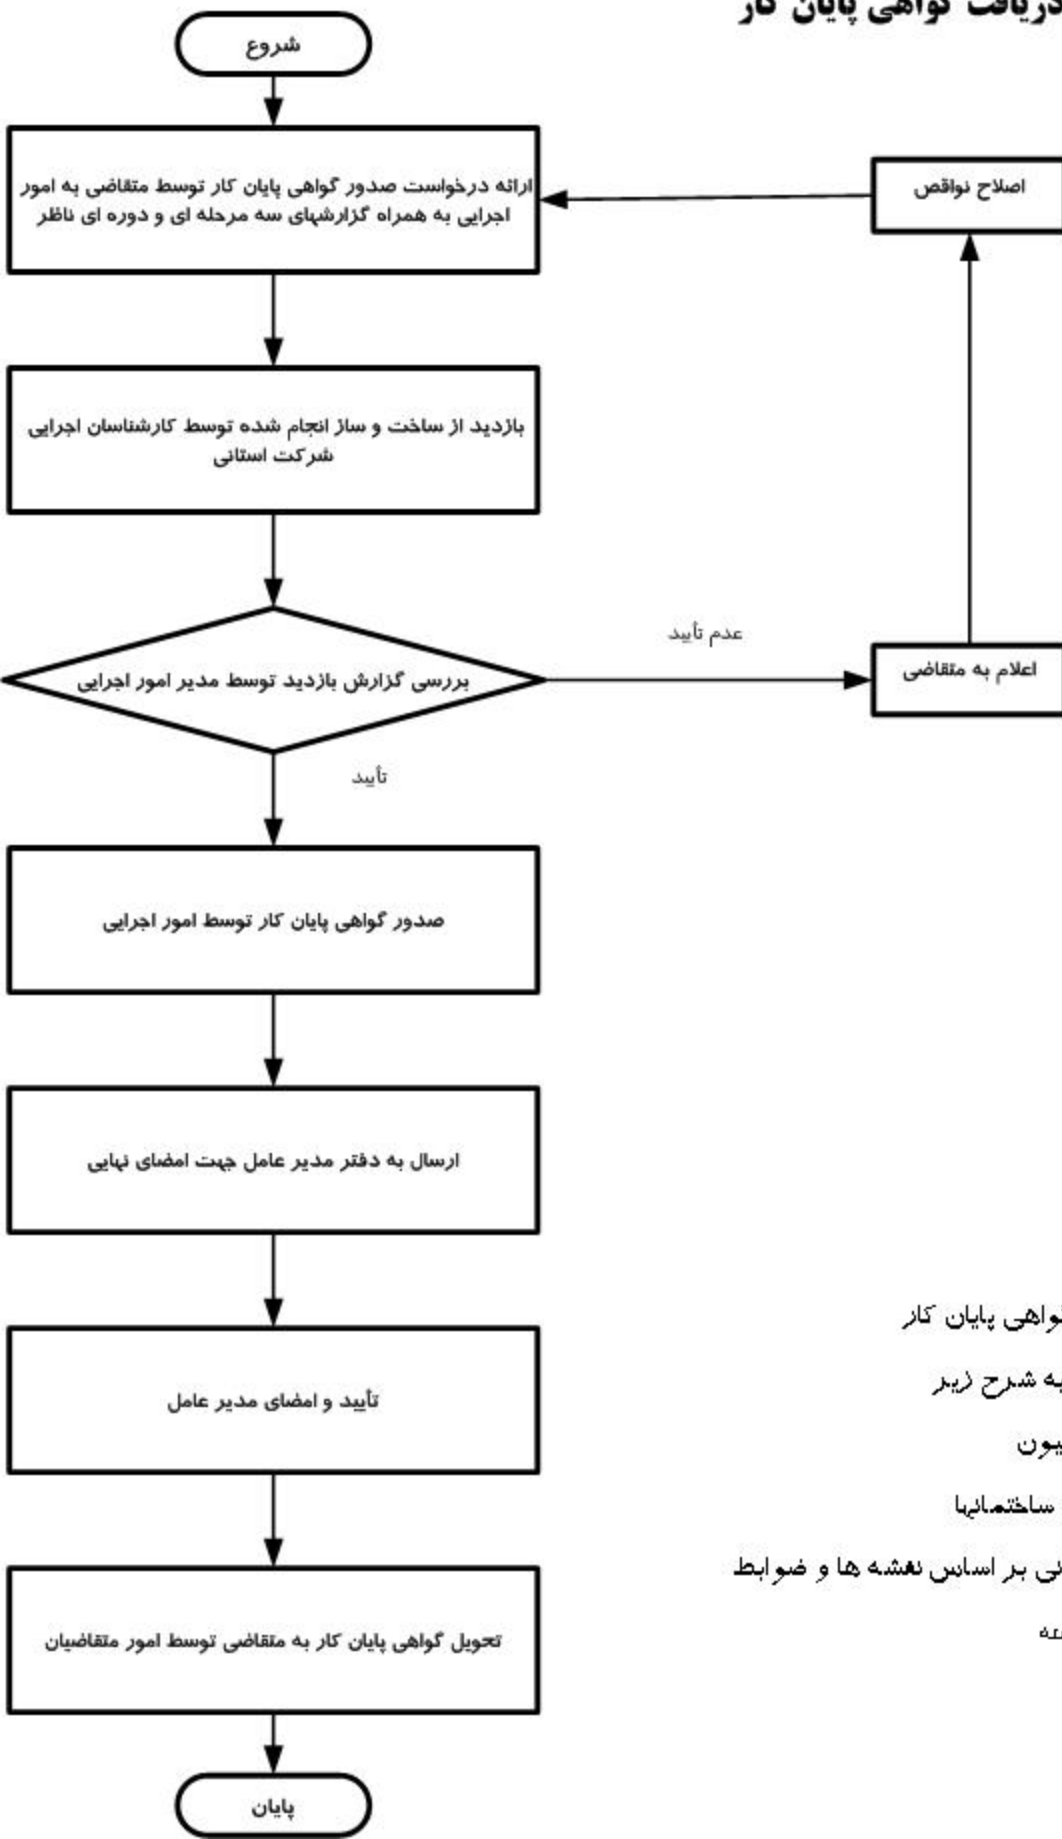 دریافت گواهی پایان کار
شروع
ارائه درخواست صدور گواهی پایان کار توسط متقاضی به امور
اجرایی به همراه گزارشهای سه مرحله ای و دوره ای ناظر
اصلاح نواقص
بازدید از ساخت و ساز انجام شده توسط کارشناسان اجرایی
شرکت استانی
عدم تأیید
بررسی گزارش بازدید توسط مدیر امور اجرایی
اعلام به متقاضی
تأیید
صدور گواهی پایان کار توسط امور اجرایی
ارسال به دفتر مدیر عامل جهت امضای نهایی
تأیید و امضای مدیر عامل
تحویل گواهی پایان کار به متقاضی توسط امور متقاضیان
پایان
پایان کار
به شرح زیر
ساختمانها
بر اساس نقشه ها و ضوابط